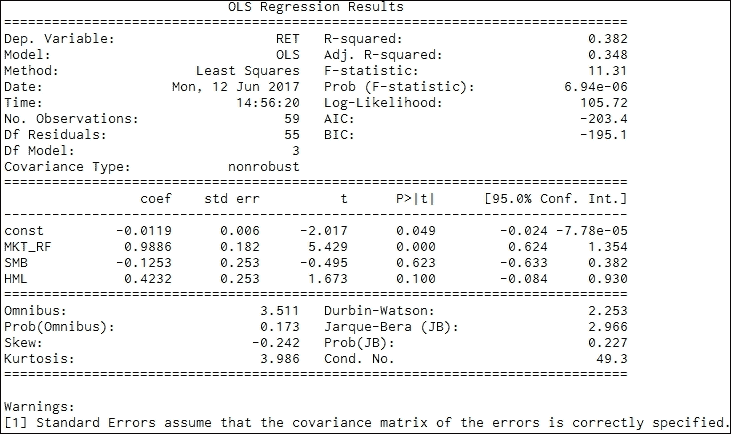 OLS Regression Results
==============================================================================
Dep. Variable: RET R-squared: 0.382
Model: OLS Adj. R-squared: 0.348
Method: Least Squares F-statistic: 11.31
Date: Mon, 12 Jun 2017 Prob (F-statistic): 6.94e-06
Time: 14:56:20 Log-Likelihood: 105.72
No. Observations: 59 AIC: -203.4
Df Residuals: 55 BIC: -195.1
Df Model: 3
Covariance Type: nonrobust
==============================================================================
coef std err t P>|t| [95.0% Conf. Int.]
------------------------------------------------------------------------------
const -0.0119 0.006 -2.017 0.049 -0.024 -7.78e-05
MKT_RF 0.9886 0.182 5.429 0.000 0.624 1.354
SMB -0.1253 0.253 -0.495 0.623 -0.633 0.382
HML 0.4232 0.253 1.673 0.100 -0.084 0.930
==============================================================================
Omnibus: 3.511 Durbin-Watson: 2.253
Prob(Omnibus): 0.173 Jarque-Bera (JB): 2.966
Skew: -0.242 Prob(JB): 0.227
Kurtosis: 3.986 Cond. No. 49.3
==============================================================================
Warnings:
[1] Standard Errors assume that the covariance matrix of the errors is correctly specified.